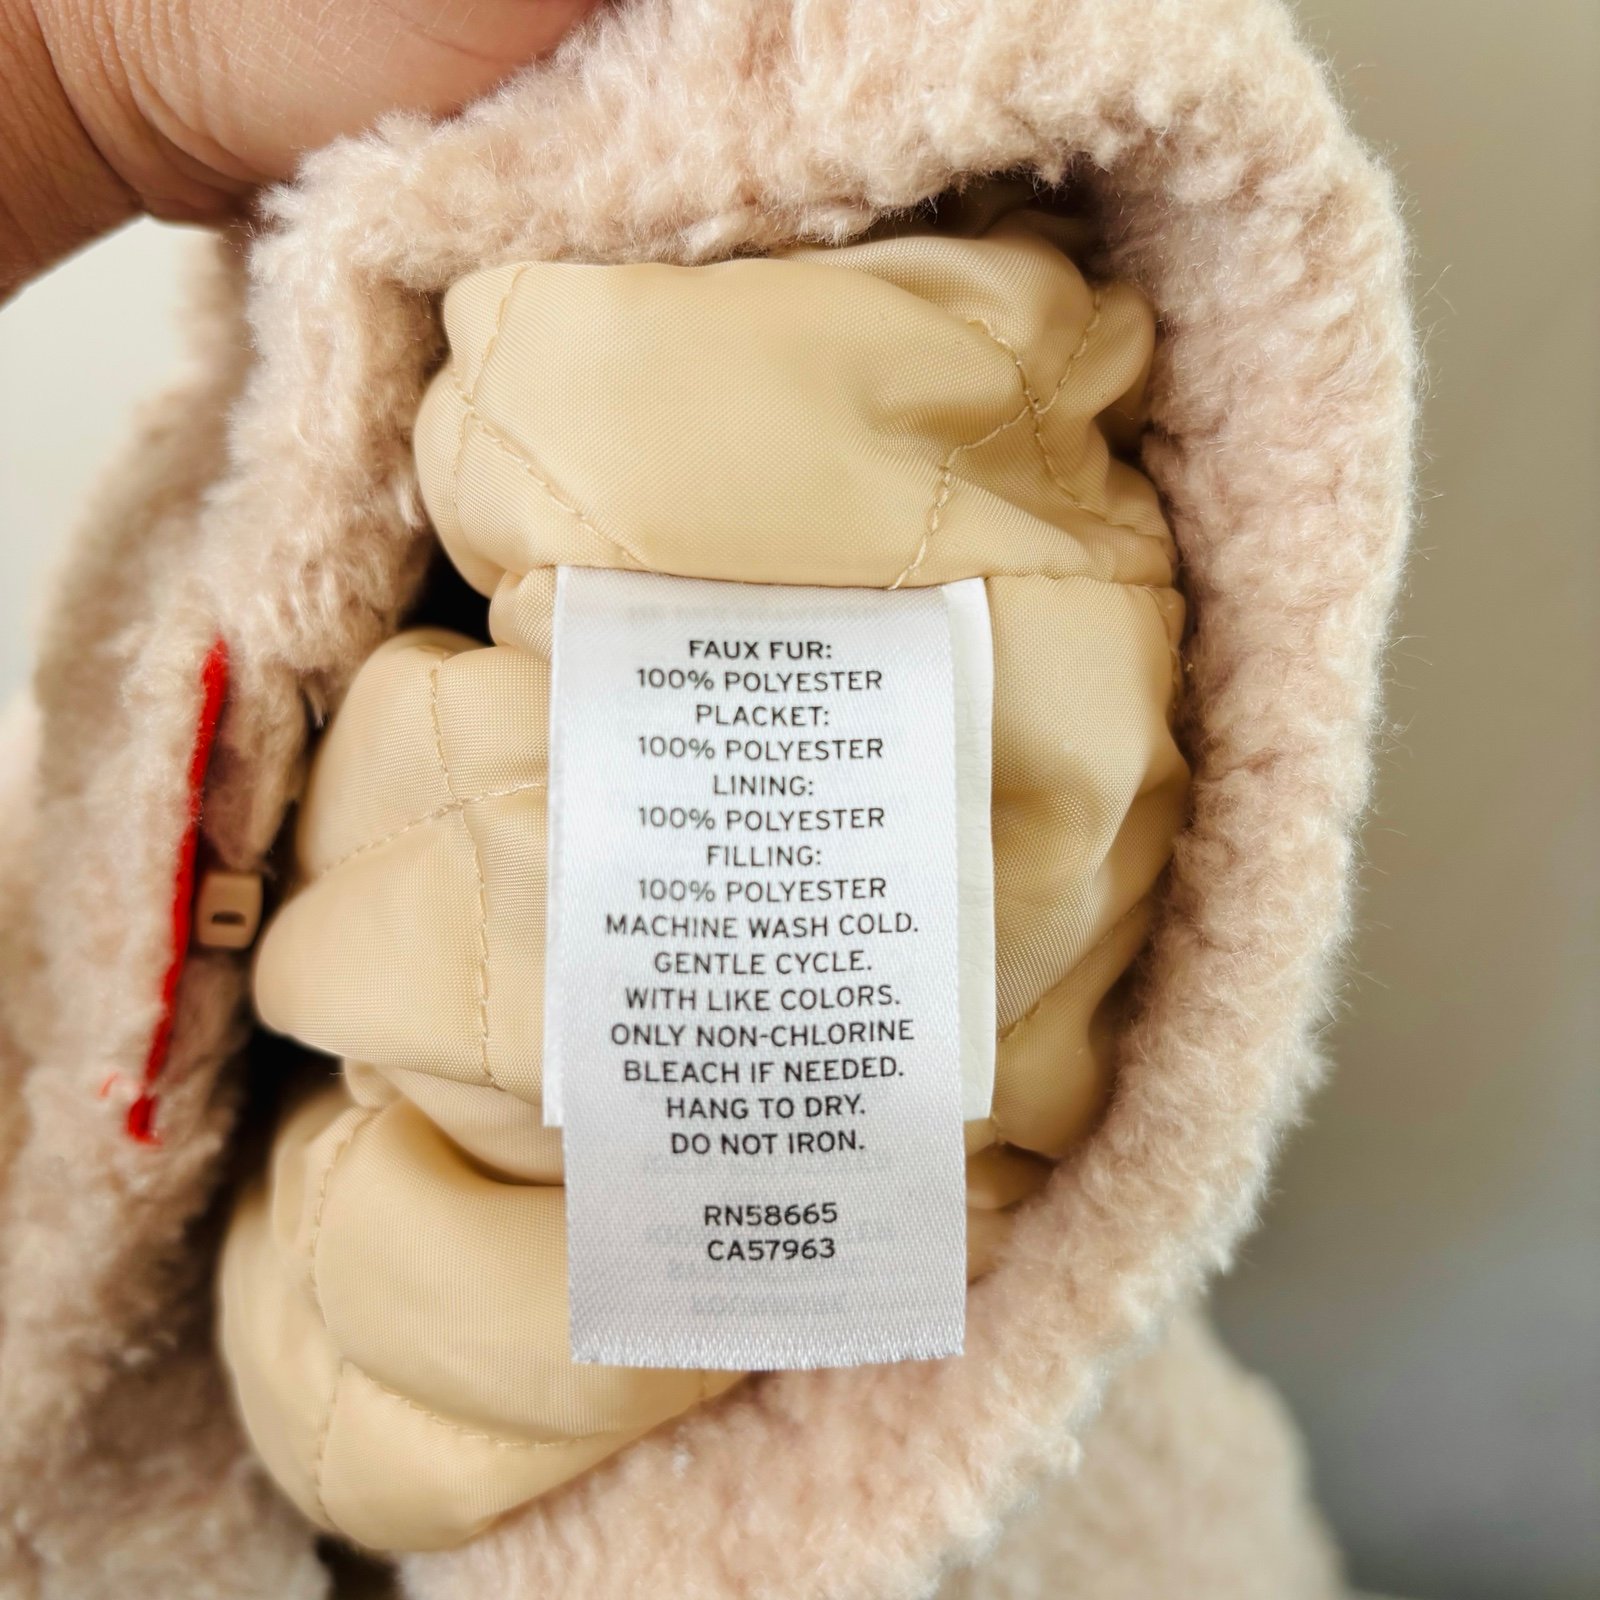 FAUX FUR:
100% POLYESTER
PLACKET:
100% POLYESTER
LINING:
100% POLYESTER
FILLING:
100% POLYESTER
MACHINE WASH COLD.
GENTLE CYCLE.
WITH LIKE COLORS.
ONLY NON-CHLORINE
BLEACH IF NEEDED.
HANG TO DRY.
DO NOT IRON.
RN58665
CA57963